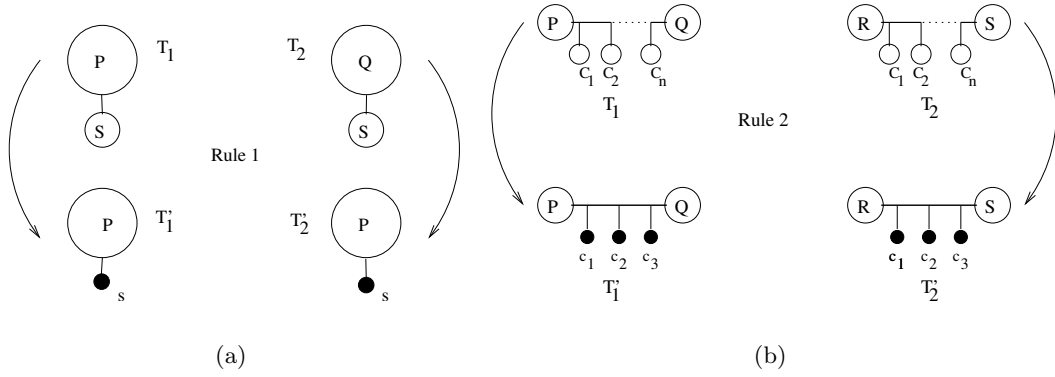 P T1 T2 Q
S S
Rule 1
P T'1 T'2 P
s s
(a)
P Q R S
C1 C2 Cn C1 C2 Cn
T1 T2
Rule 2
P Q R S
c1 c2 c3 c1 c2 c3
T'1 T'2
(b)